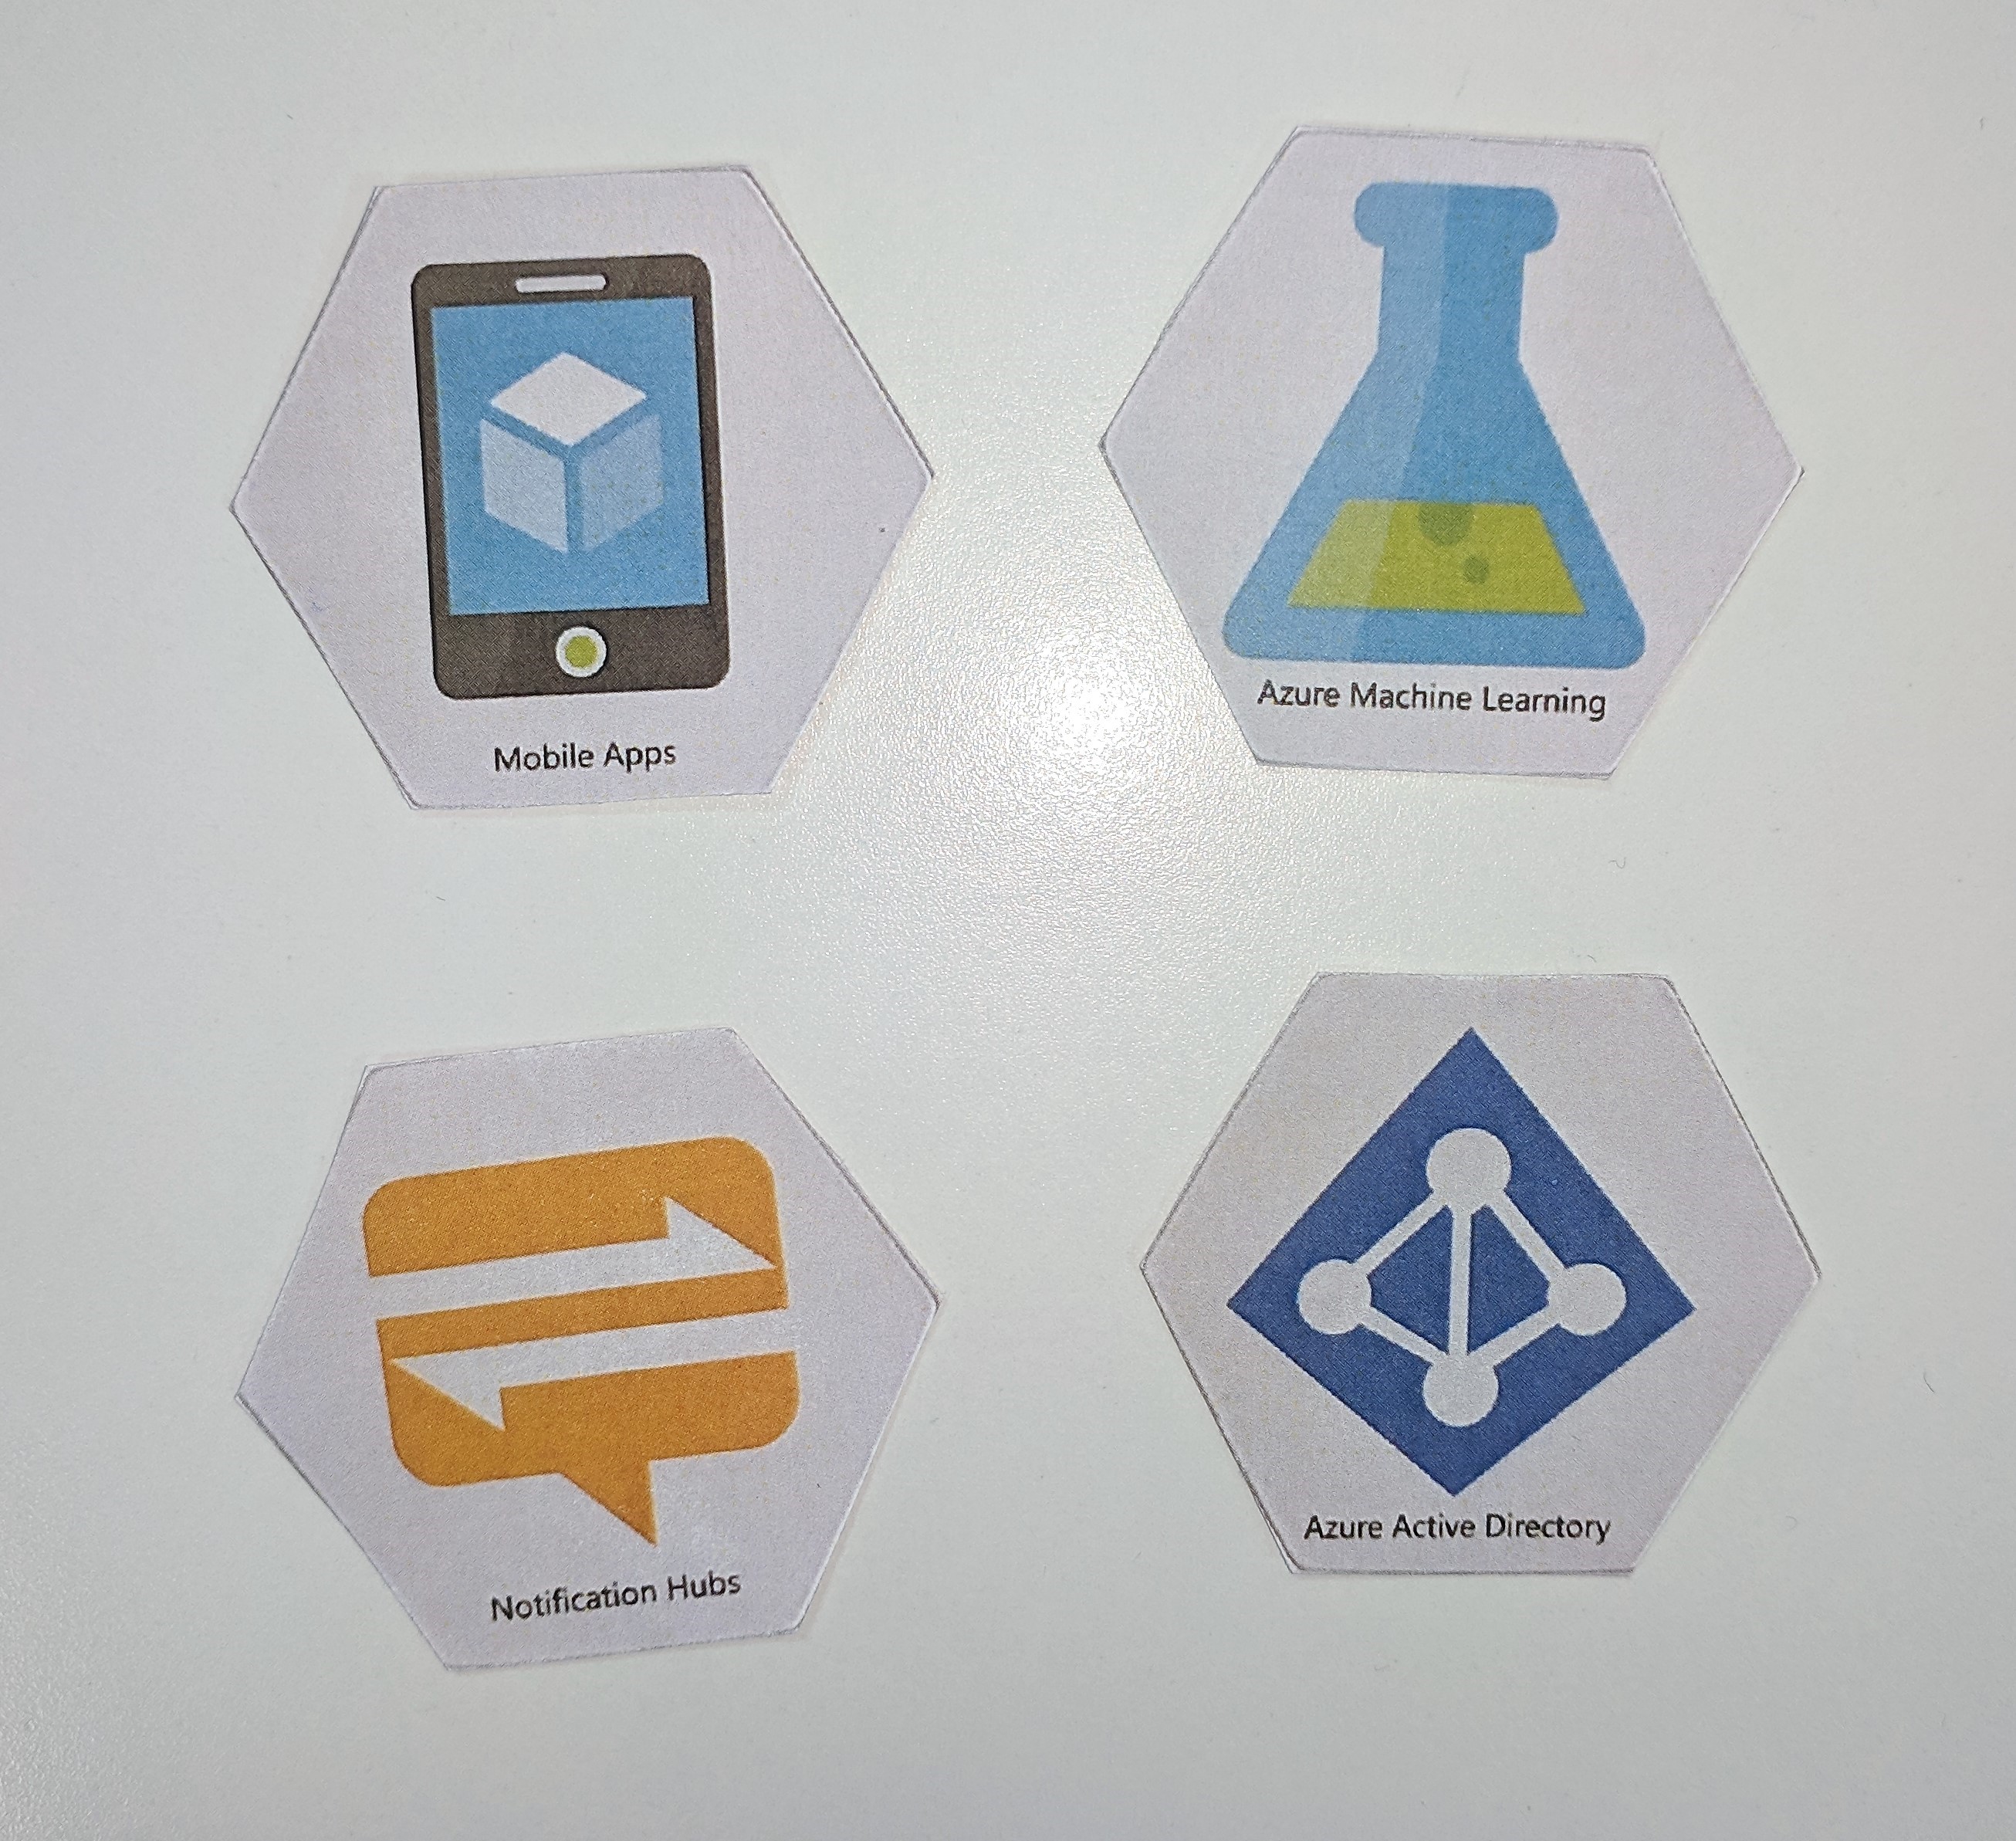 Mobile Apps
Azure Machine Learning
Notification Hubs
Azure Active Directory